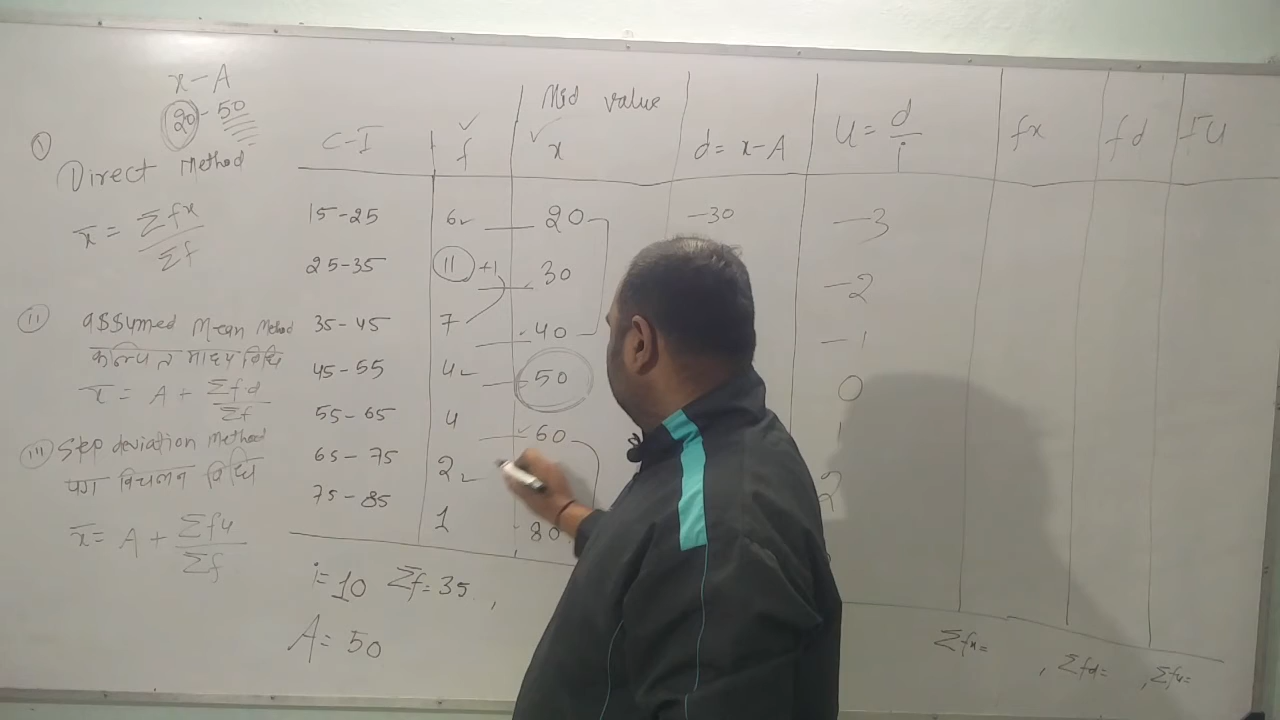 x-A
20-50
I
Direct Method
x̄ = Σfx/Σf
II assumed Mean Method
कल्पित माध्य विधि
x̄ = A + Σfd/Σf
III Step deviation Method
पग विचलन विधि
x̄ = A + Σfu/Σf
Mid value
C-I f x d = x-A U = d/i fx fd fU
15-25 6 20 -30 -3
25-35 11 +1 30 -2
35-45 7 40 -1
45-55 4 50 0
55-65 4 60 1
65-75 2 2
75-85 1 80
i=10 Σf=35,
A=50
Σfx= , Σfd= , Σfu=